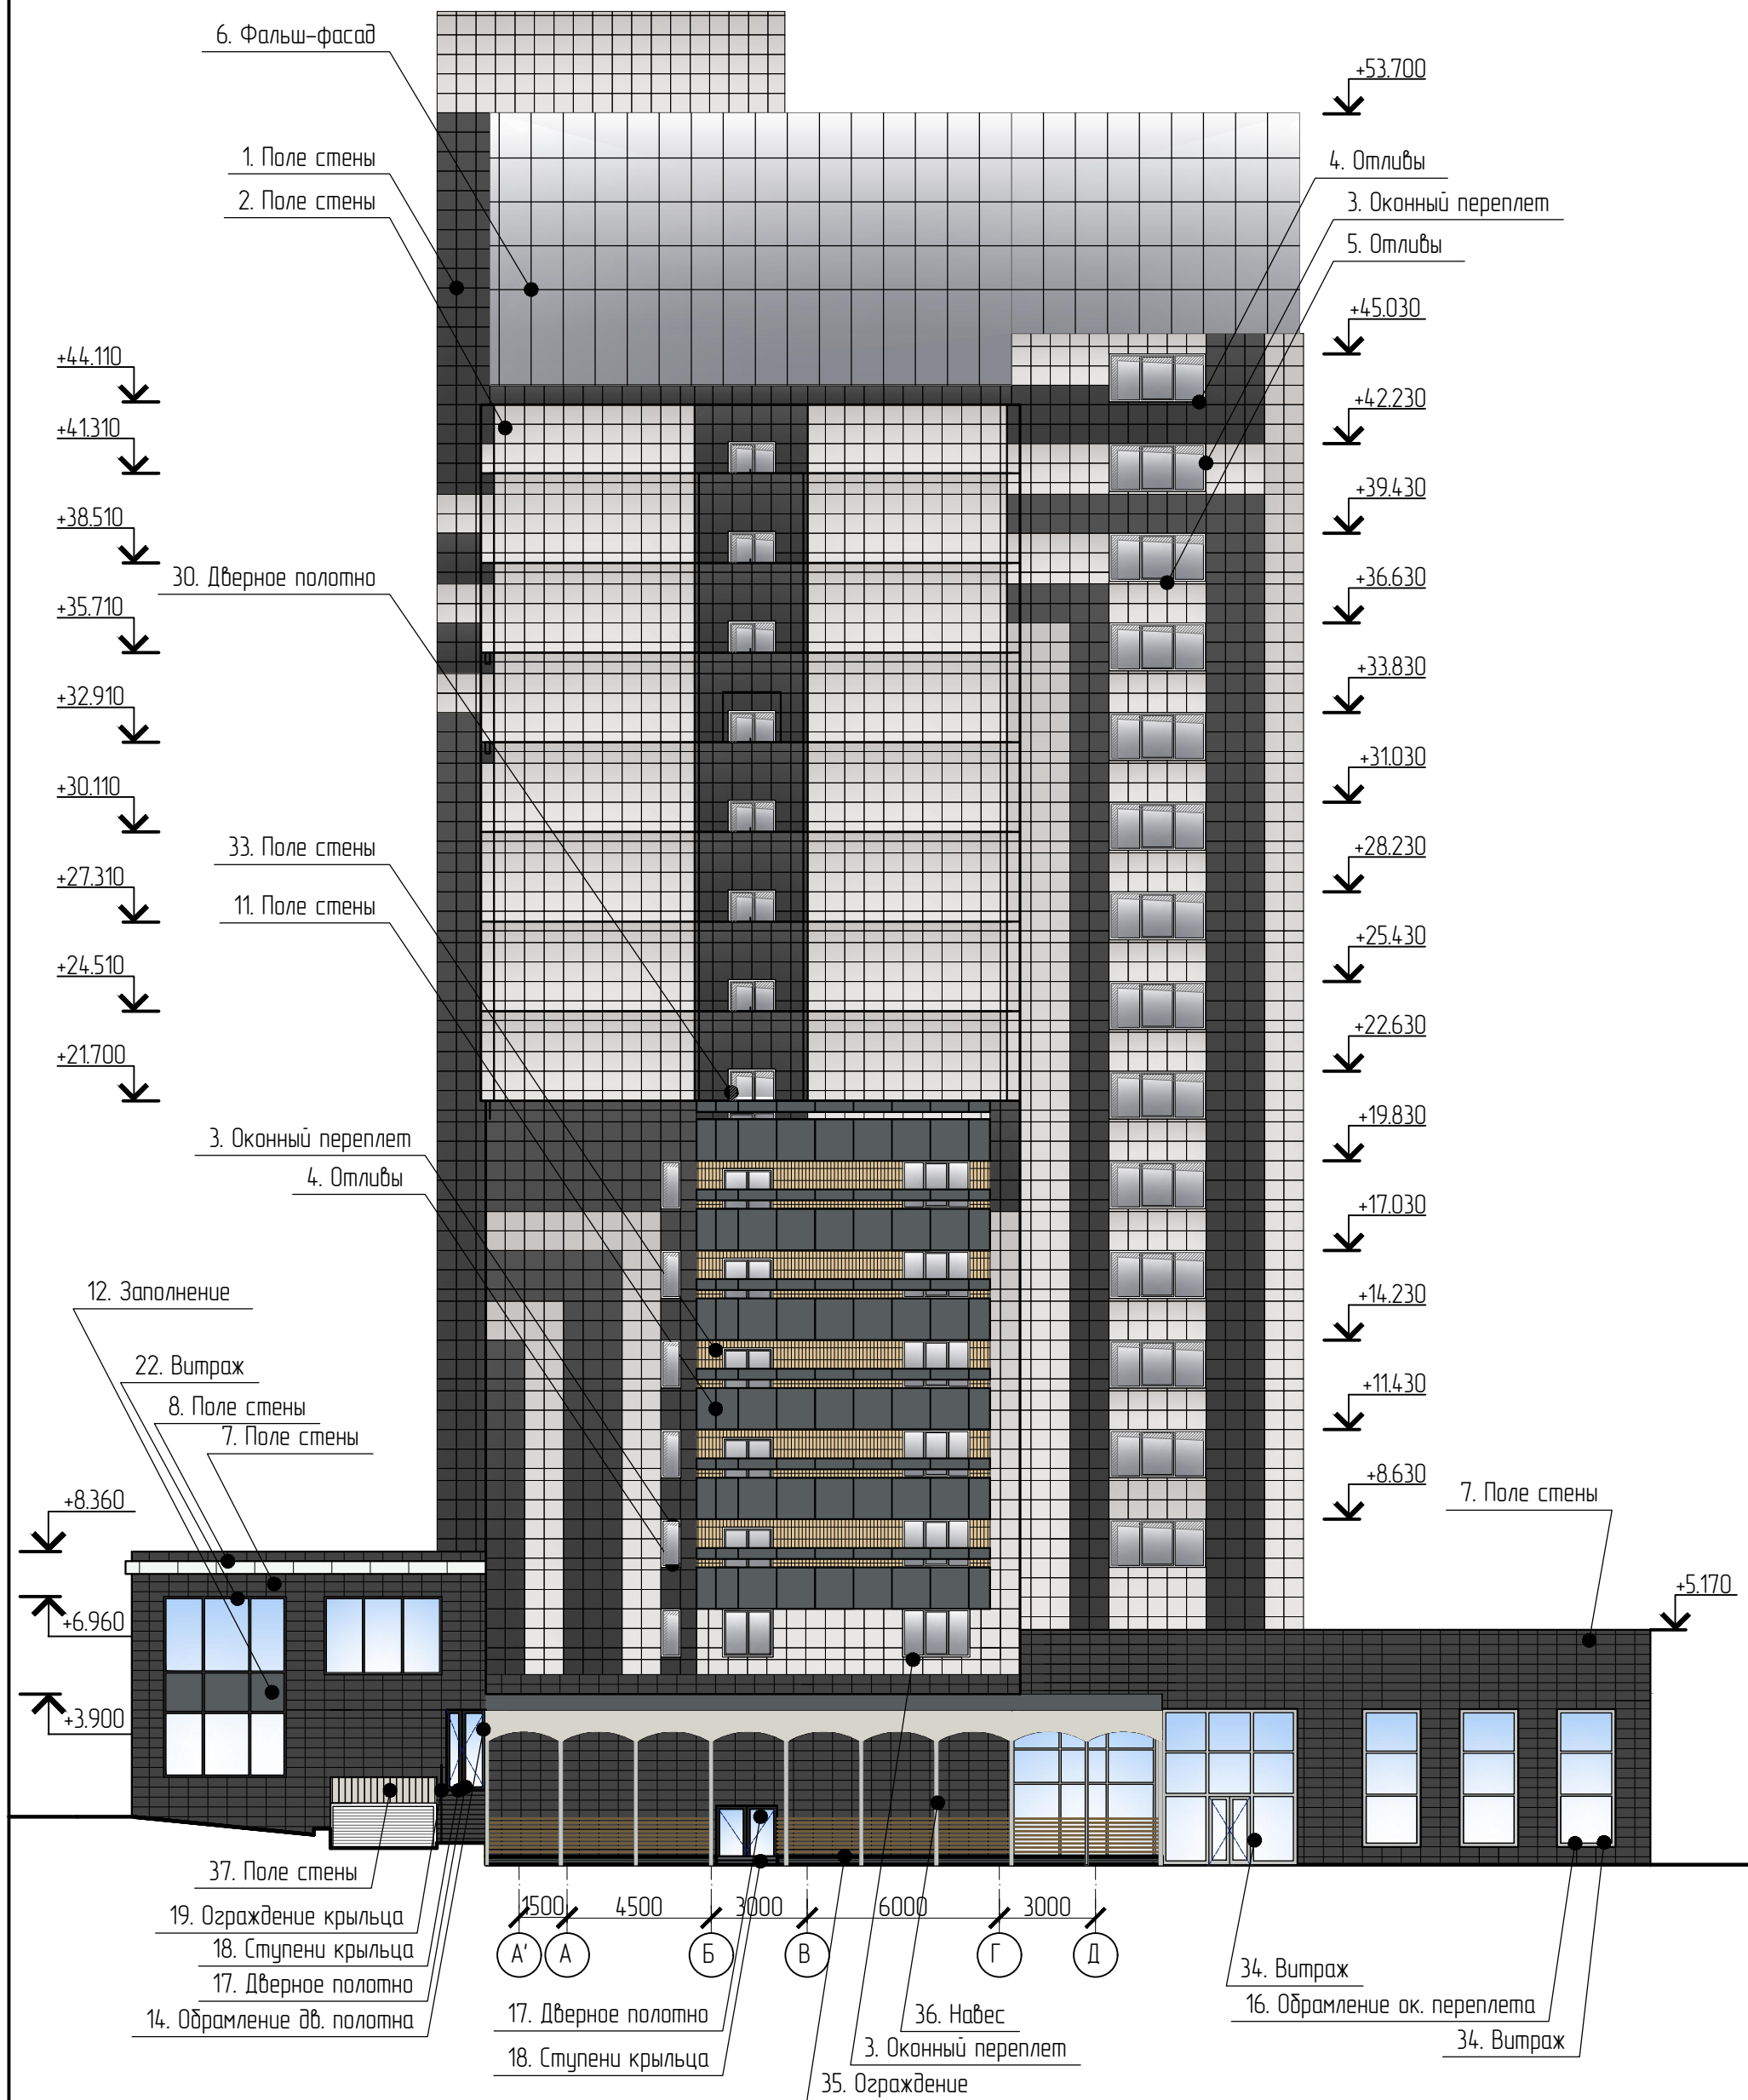 6. Фальш-фасад
+53.700
1. Поле стены
4. Отливы
2. Поле стены
3. Оконный переплет
5. Отливы
+45.030
+44.110
+42.230
+41.310
+39.430
+38.510
30. Дверное полотно
+36.630
+35.710
+33.830
+32.910
+31.030
+30.110
33. Поле стены
+28.230
+27.310
11. Поле стены
+25.430
+24.510
+22.630
+21.700
+19.830
3. Оконный переплет
4. Отливы
+17.030
12. Заполнение
+14.230
22. Витраж
+11.430
8. Поле стены
7. Поле стены
+8.630
7. Поле стены
+8.360
+5.170
+6.960
+3.900
37. Поле стены
1500
4500
3000
6000
3000
19. Ограждение крыльца
18. Ступени крыльца
А'
А
Б
В
Г
Д
34. Витраж
17. Дверное полотно
16. Обрамление ок. переплета
14. Обрамление дв. полотна
17. Дверное полотно
36. Навес
34. Витраж
18. Ступени крыльца
3. Оконный переплет
35. Ограждение